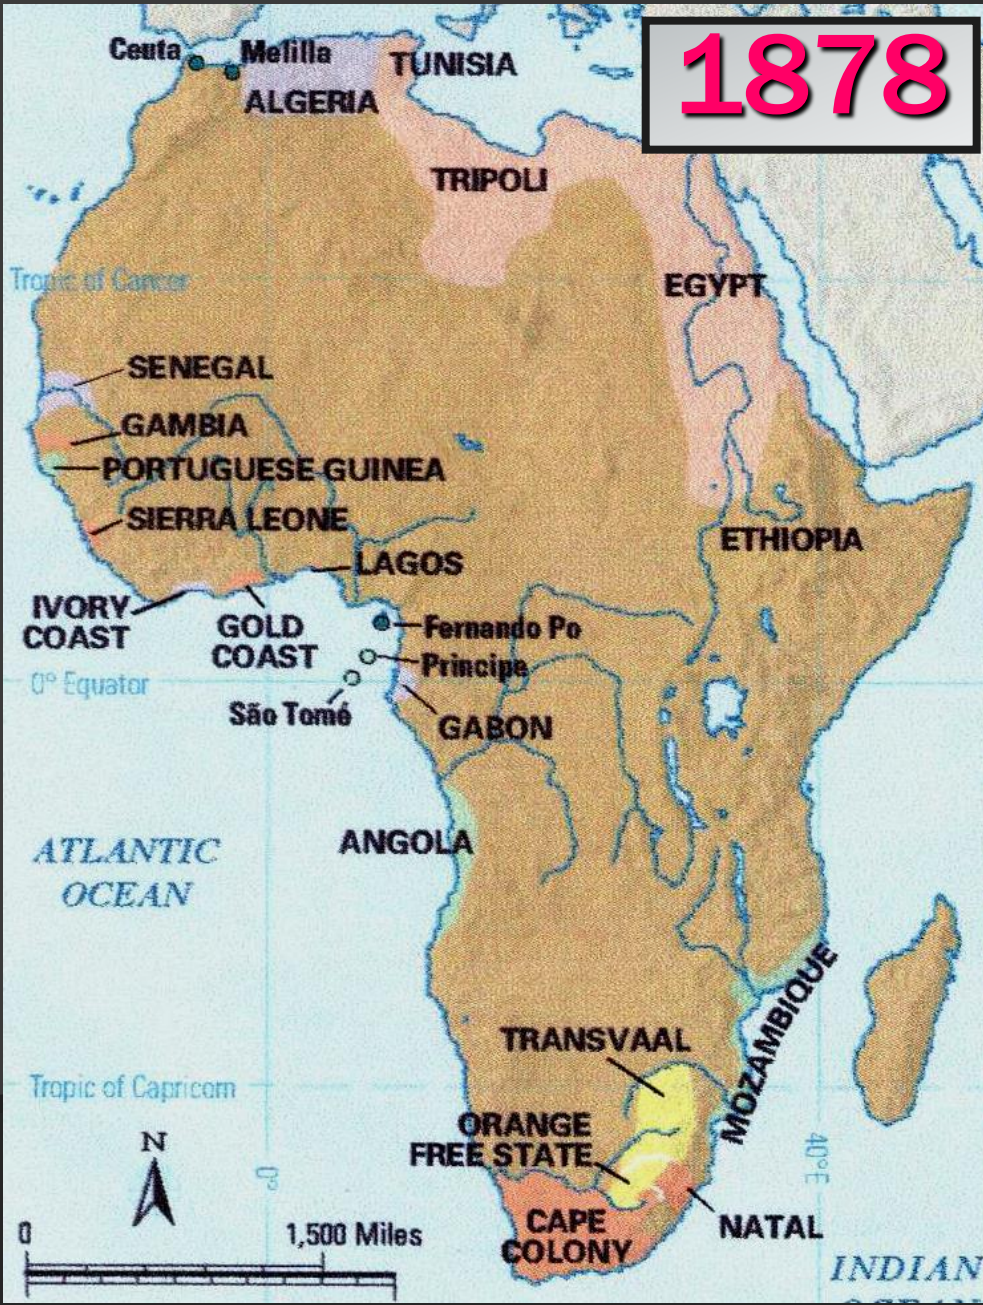 1878
Ceuta
Melilla
TUNISIA
ALGERIA
TRIPOLI
Tropic of Cancer
EGYPT
SENEGAL
GAMBIA
PORTUGUESE GUINEA
SIERRA LEONE
ETHIOPIA
LAGOS
IVORY
COAST
GOLD
COAST
Fernando Po
Principe
0° Equator
São Tomé
GABON
ANGOLA
ATLANTIC
OCEAN
MOZAMBIQUE
TRANSVAAL
Tropic of Capricorn
ORANGE
FREE STATE
N
0°
40°E
0
1,500 Miles
CAPE
COLONY
NATAL
INDIAN
OCEAN